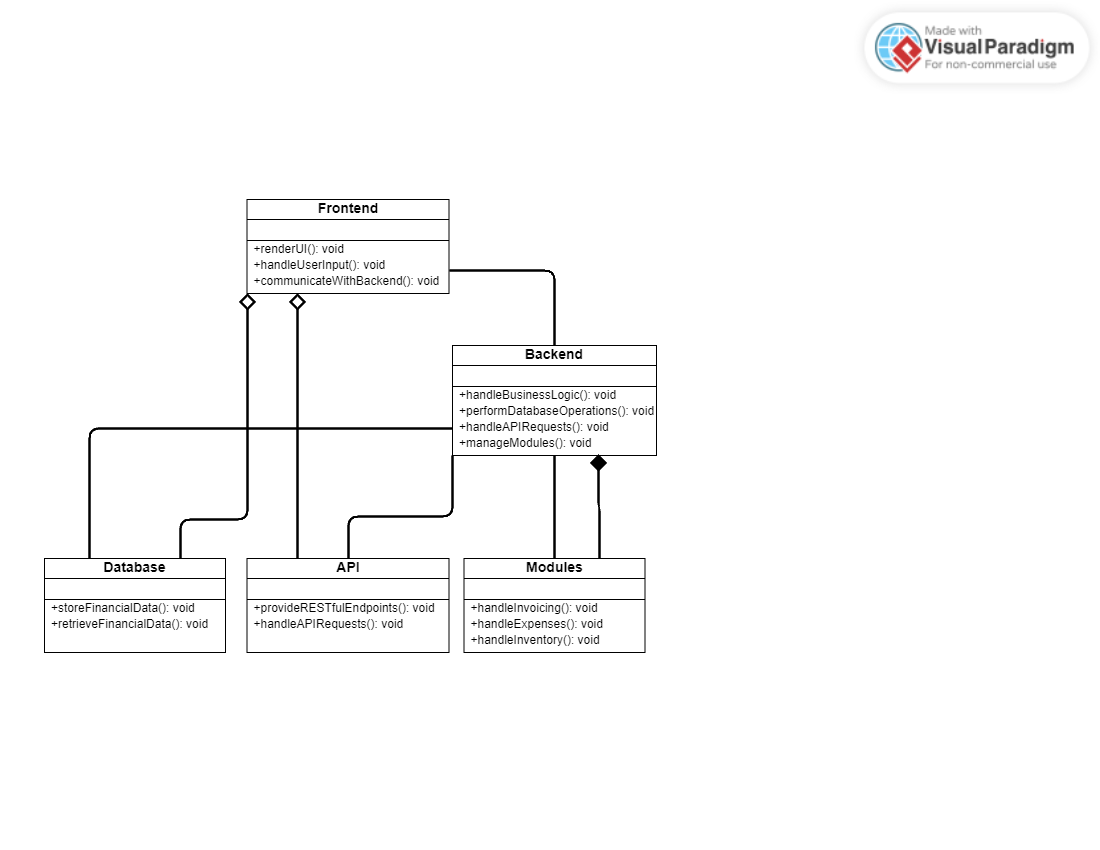 Made with
Visual Paradigm
For non-commercial use
Frontend
+renderUI(): void
+handleUserInput(): void
+communicateWithBackend(): void
Backend
+handleBusinessLogic(): void
+performDatabaseOperations(): void
+handleAPIRequests(): void
+manageModules(): void
Database
+storeFinancialData(): void
+retrieveFinancialData(): void
API
+provideRESTfulEndpoints(): void
+handleAPIRequests(): void
Modules
+handleInvoicing(): void
+handleExpenses(): void
+handleInventory(): void